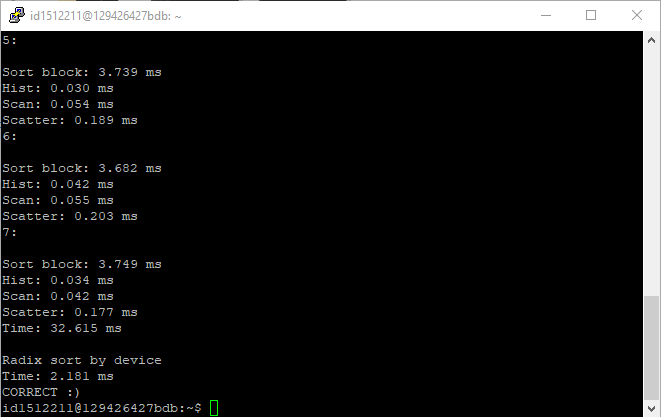 id1512211@129426427bdb: ~
5:
Sort block: 3.739 ms
Hist: 0.030 ms
Scan: 0.054 ms
Scatter: 0.189 ms
6:
Sort block: 3.682 ms
Hist: 0.042 ms
Scan: 0.055 ms
Scatter: 0.203 ms
7:
Sort block: 3.749 ms
Hist: 0.034 ms
Scan: 0.042 ms
Scatter: 0.177 ms
Time: 32.615 ms
Radix sort by device
Time: 2.181 ms
CORRECT :)
id1512211@129426427bdb:~$